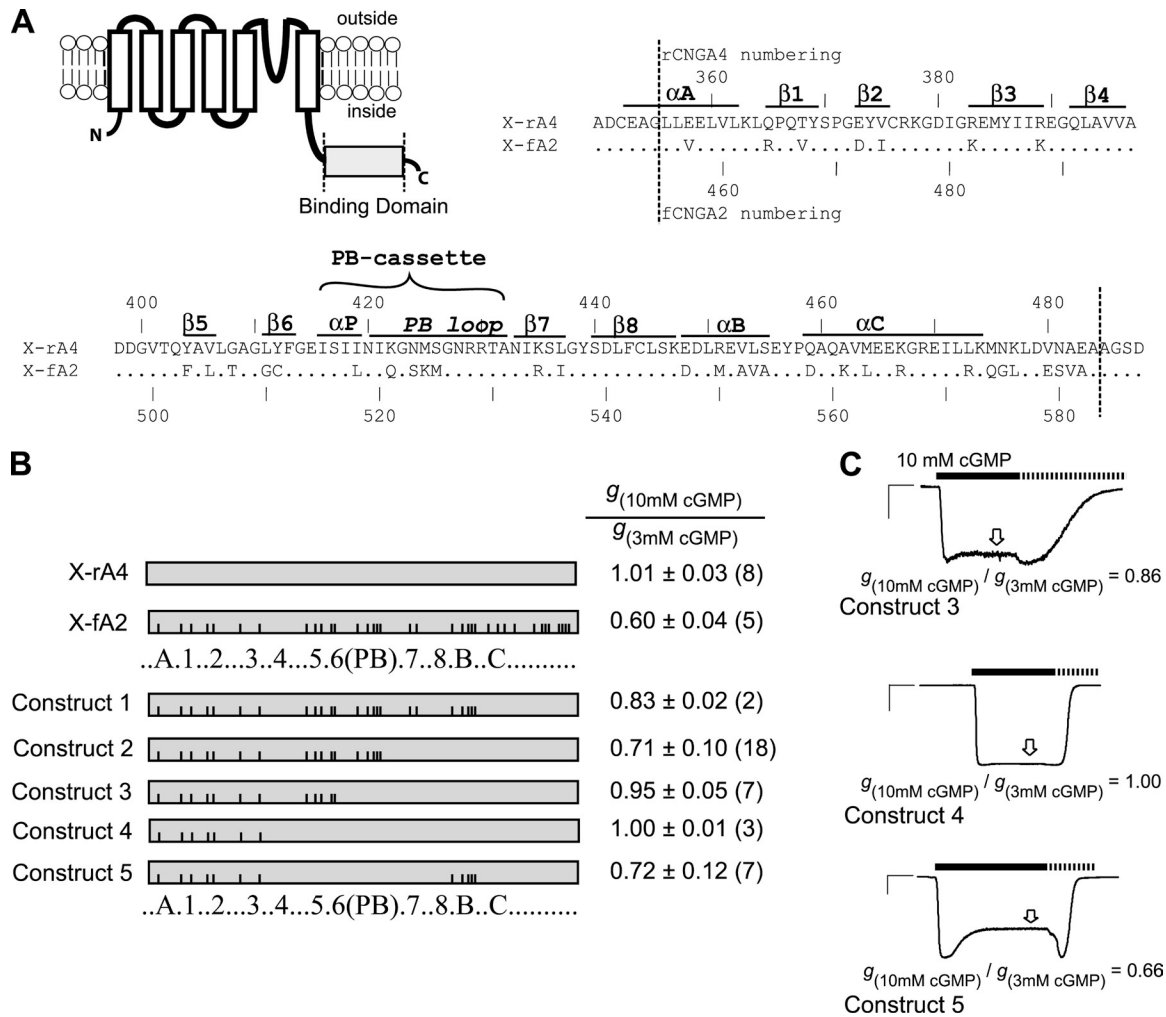 A
outside
inside
N
C
Binding Domain
rCNGA4 numbering
360 380
αA β1 β2 β3 β4
X-rA4 ADCEAGLLEELVLKLQPQTYSPGEYVCRKGDIGREMYIIREGQLAVVA
X-fA2 ........V......R..V....D.I.......K.....R........
460 480
fCNGA2 numbering
PB-cassette
400 420 440 460 480
β5 β6 αP PB loop β7 β8 αB αC
X-rA4 DDGVTQYAVLGAGLYFGEISIINIKGNMSGNRRTANIKSLGYSDLFCLSKEDLREVLSEYPQAQAVMEEKGREILLKMNKLDVNAEAAGSD
X-fA2 ......F.L.T..GC......L..Q.SKM........R.I..........D..M.AVA...D..K.L..R.....R.QGL..ESVA.....
500 520 540 560 580
B
g(10mM cGMP)
g(3mM cGMP)
X-rA4 1.01 ± 0.03 (8)
X-fA2 0.60 ± 0.04 (5)
..A.1..2...3..4...5.6(PB).7..8.B..C..........
Construct 1 0.83 ± 0.02 (2)
Construct 2 0.71 ± 0.10 (18)
Construct 3 0.95 ± 0.05 (7)
Construct 4 1.00 ± 0.01 (3)
Construct 5 0.72 ± 0.12 (7)
..A.1..2...3..4...5.6(PB).7..8.B..C..........
C
10 mM cGMP
g(10mM cGMP) / g(3mM cGMP) = 0.86
Construct 3
g(10mM cGMP) / g(3mM cGMP) = 1.00
Construct 4
g(10mM cGMP) / g(3mM cGMP) = 0.66
Construct 5